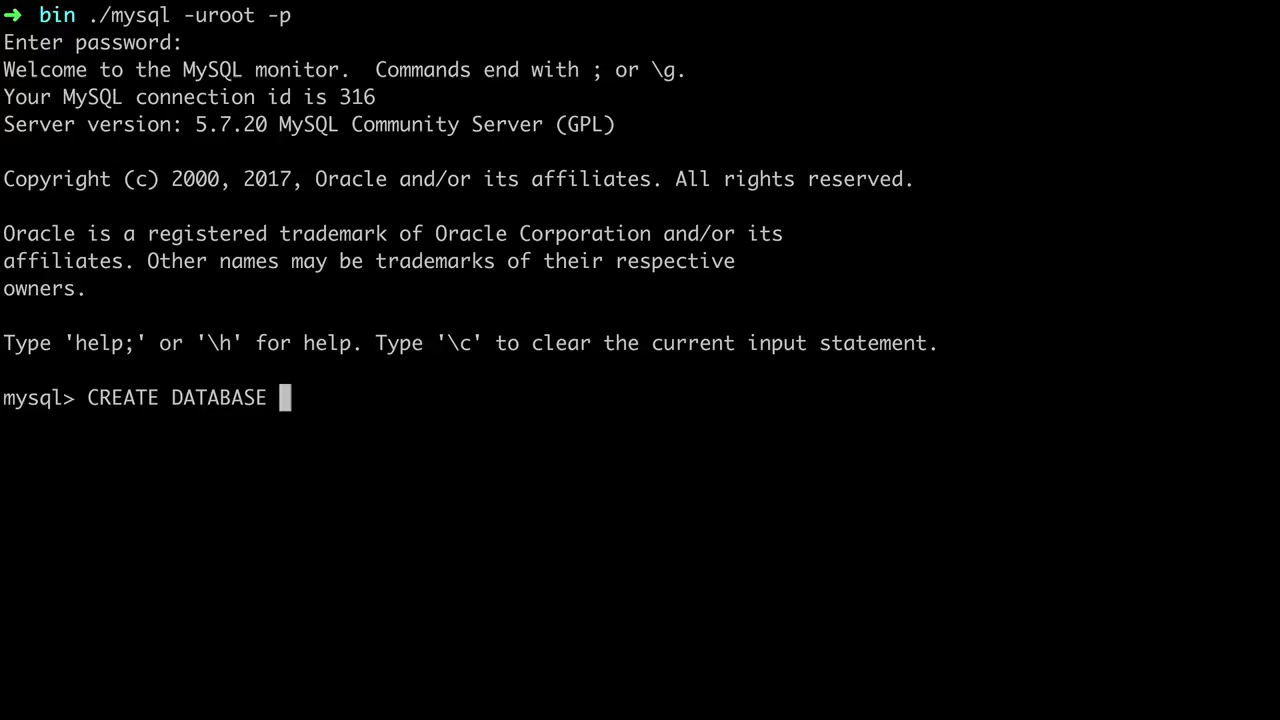 ➜ bin ./mysql -uroot -p
Enter password:
Welcome to the MySQL monitor.  Commands end with ; or \g.
Your MySQL connection id is 316
Server version: 5.7.20 MySQL Community Server (GPL)
Copyright (c) 2000, 2017, Oracle and/or its affiliates. All rights reserved.
Oracle is a registered trademark of Oracle Corporation and/or its
affiliates. Other names may be trademarks of their respective
owners.
Type 'help;' or '\h' for help. Type '\c' to clear the current input statement.
mysql> CREATE DATABASE